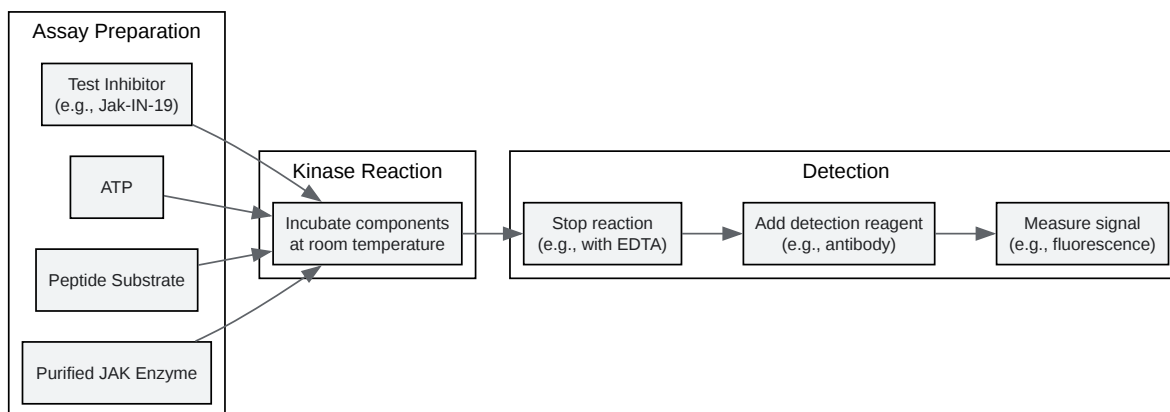 Assay Preparation
Test Inhibitor
(e.g., Jak-IN-19)
ATP
Peptide Substrate
Purified JAK Enzyme
Kinase Reaction
Incubate components
at room temperature
Detection
Stop reaction
(e.g., with EDTA)
Add detection reagent
(e.g., antibody)
Measure signal
(e.g., fluorescence)